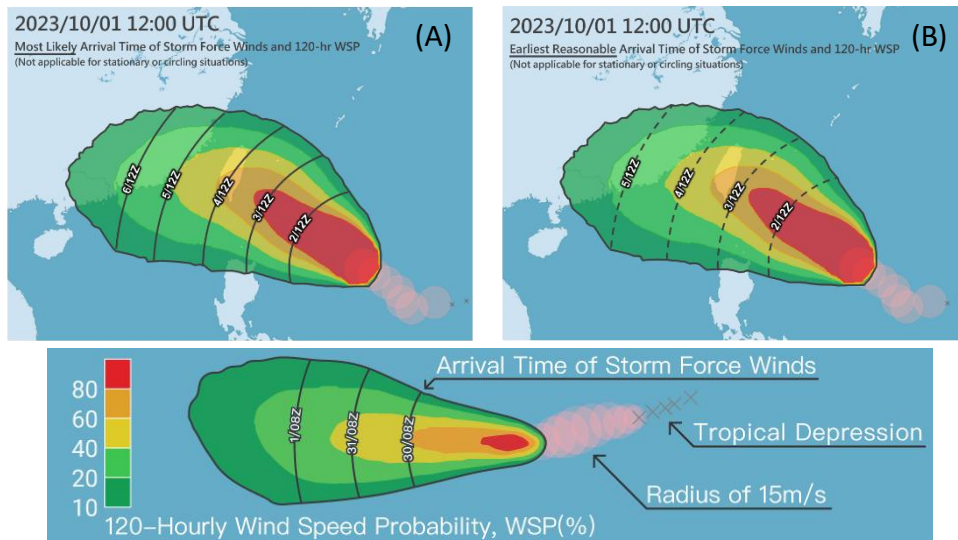 2023/10/01 12:00 UTC
(A)
Most Likely Arrival Time of Storm Force Winds and 120-hr WSP
(Not applicable for stationary or circling situations)
6/12Z
5/12Z
4/12Z
3/12Z
2/12Z
2023/10/01 12:00 UTC
(B)
Earliest Reasonable Arrival Time of Storm Force Winds and 120-hr WSP
(Not applicable for stationary or circling situations)
5/12Z
4/12Z
3/12Z
2/12Z
80
60
40
20
10
120-Hourly Wind Speed Probability, WSP(%)
1/08Z
31/08Z
30/08Z
Arrival Time of Storm Force Winds
Tropical Depression
Radius of 15m/s